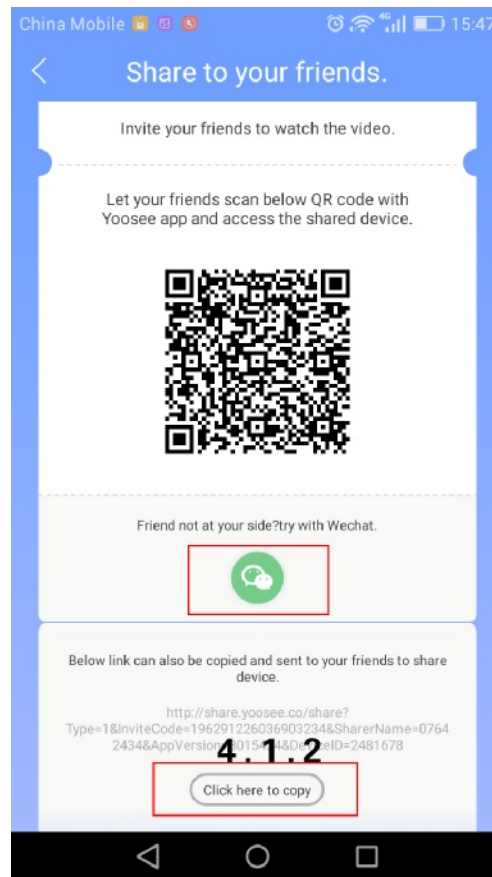 China Mobile 4G 15:47
Share to your friends.
Invite your friends to watch the video.
Let your friends scan below QR code with
Yoosee app and access the shared device.
Friend not at your side?try with Wechat.
Below link can also be copied and sent to your friends to share
device.
http://share.yoosee.co/share?
Type=1&InviteCode=196291226036903234&SharerName=0764
2434&AppVersion
4.1.2
Click here to copy